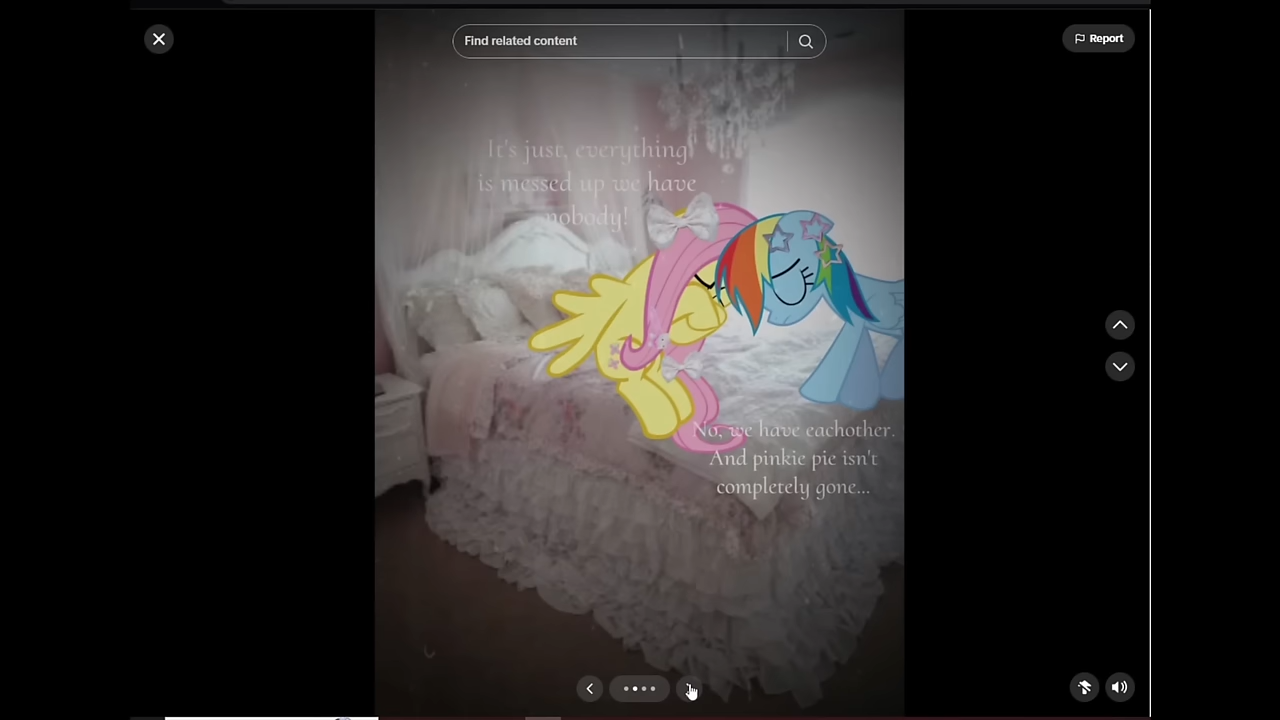 Find related content
Report
It's just, everything
is messed up we have
nobody!
No, we have eachother.
And pinkie pie isn't
completely gone...